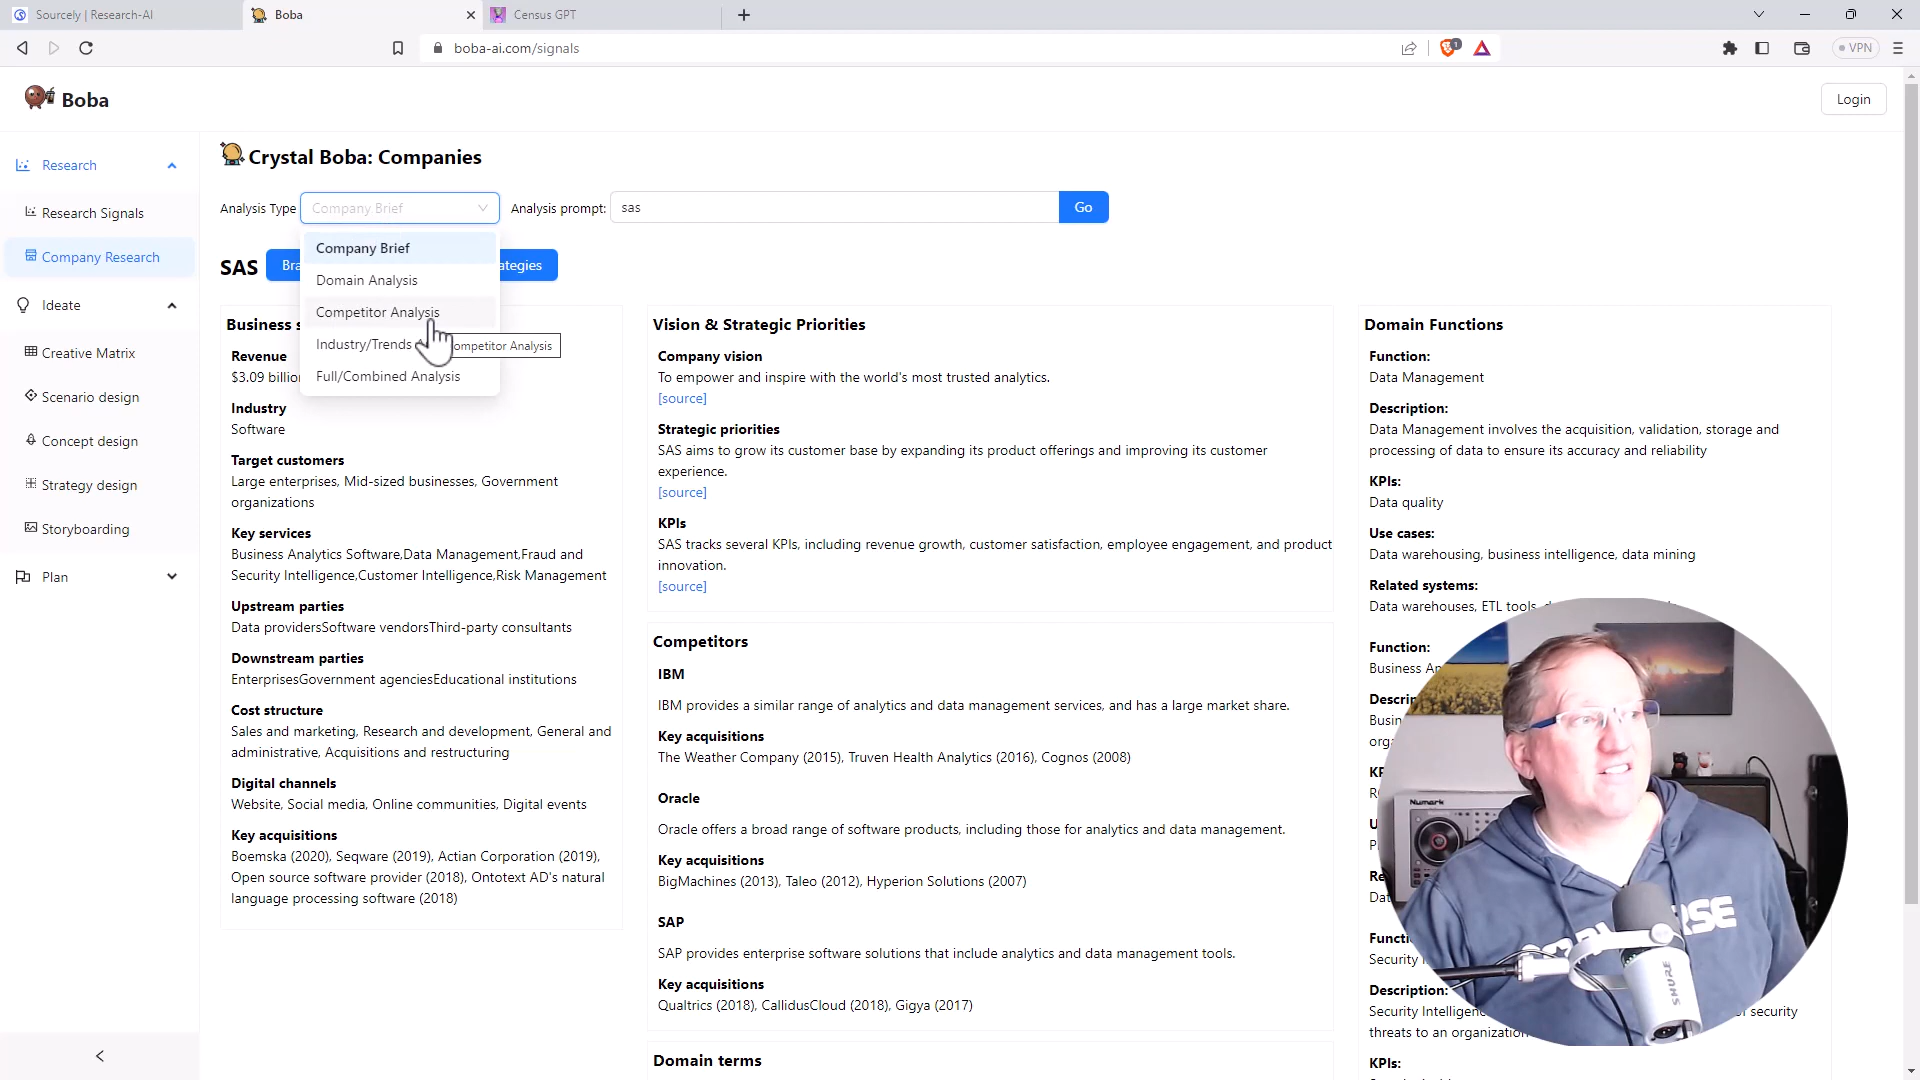 Sourcely | Research-AI
Boba
Census GPT
boba-ai.com/signals
VPN
Boba
Login
Research
Research Signals
Company Research
Ideate
Creative Matrix
Scenario design
Concept design
Strategy design
Storyboarding
Plan
Crystal Boba: Companies
Analysis Type
Company Brief
Analysis prompt:
sas
Go
Company Brief
Domain Analysis
Competitor Analysis
Industry/Trends
Full/Combined Analysis
ompetitor Analysis
SAS
Bra
ategies
Business s
Revenue
$3.09 billio
Industry
Software
Target customers
Large enterprises, Mid-sized businesses, Government
organizations
Key services
Business Analytics Software,Data Management,Fraud and
Security Intelligence,Customer Intelligence,Risk Management
Upstream parties
Data providersSoftware vendorsThird-party consultants
Downstream parties
EnterprisesGovernment agenciesEducational institutions
Cost structure
Sales and marketing, Research and development, General and
administrative, Acquisitions and restructuring
Digital channels
Website, Social media, Online communities, Digital events
Key acquisitions
Boemska (2020), Seqware (2019), Actian Corporation (2019),
Open source software provider (2018), Ontotext AD's natural
language processing software (2018)
Vision & Strategic Priorities
Company vision
To empower and inspire with the world's most trusted analytics.
[source]
Strategic priorities
SAS aims to grow its customer base by expanding its product offerings and improving its customer
experience.
[source]
KPIs
SAS tracks several KPIs, including revenue growth, customer satisfaction, employee engagement, and product
innovation.
[source]
Competitors
IBM
IBM provides a similar range of analytics and data management services, and has a large market share.
Key acquisitions
The Weather Company (2015), Truven Health Analytics (2016), Cognos (2008)
Oracle
Oracle offers a broad range of software products, including those for analytics and data management.
Key acquisitions
BigMachines (2013), Taleo (2012), Hyperion Solutions (2007)
SAP
SAP provides enterprise software solutions that include analytics and data management tools.
Key acquisitions
Qualtrics (2018), CallidusCloud (2018), Gigya (2017)
Domain terms
Domain Functions
Function:
Data Management
Description:
Data Management involves the acquisition, validation, storage and
processing of data to ensure its accuracy and reliability
KPIs:
Data quality
Use cases:
Data warehousing, business intelligence, data mining
Related systems:
Data warehouses, ETL tools,
Function:
Business An
Descrip
Busin
orga
KP
Re
Dat
Functi
Security I
Description:
Security Intelligenc
security
threats to an organization
KPIs:
Numark
SHURE